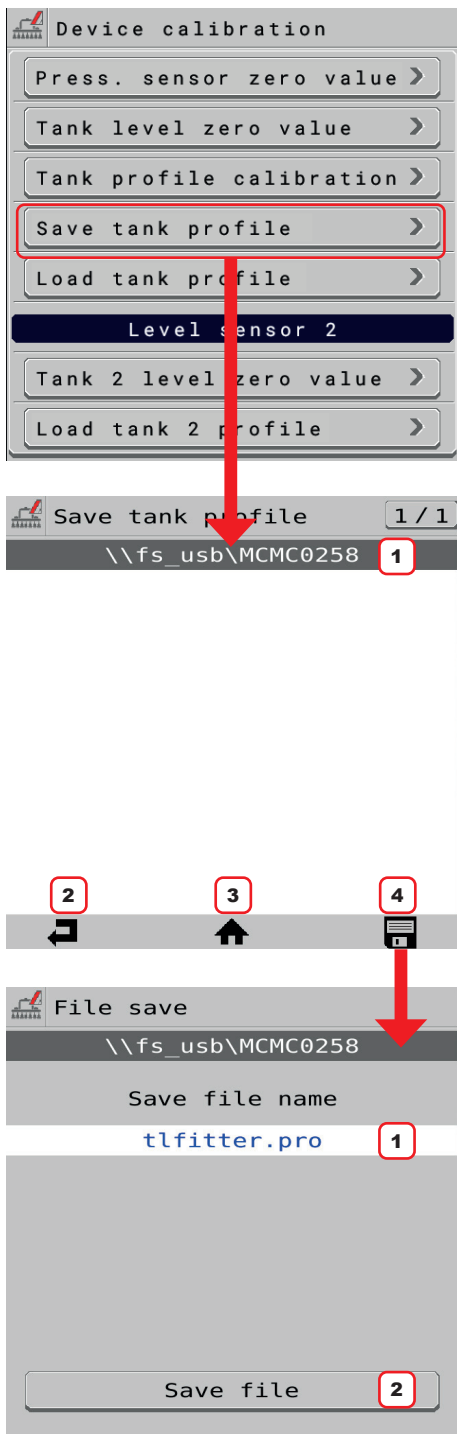 Device calibration
Press. sensor zero value
Tank level zero value
Tank profile calibration
Save tank profile
Load tank profile
Level sensor 2
Tank 2 level zero value
Load tank 2 profile
Save tank profile 1/1
\\fs_usb\MCMC0258 1
2 3 4
File save
\\fs_usb\MCMC0258
Save file name
tlfitter.pro 1
Save file 2